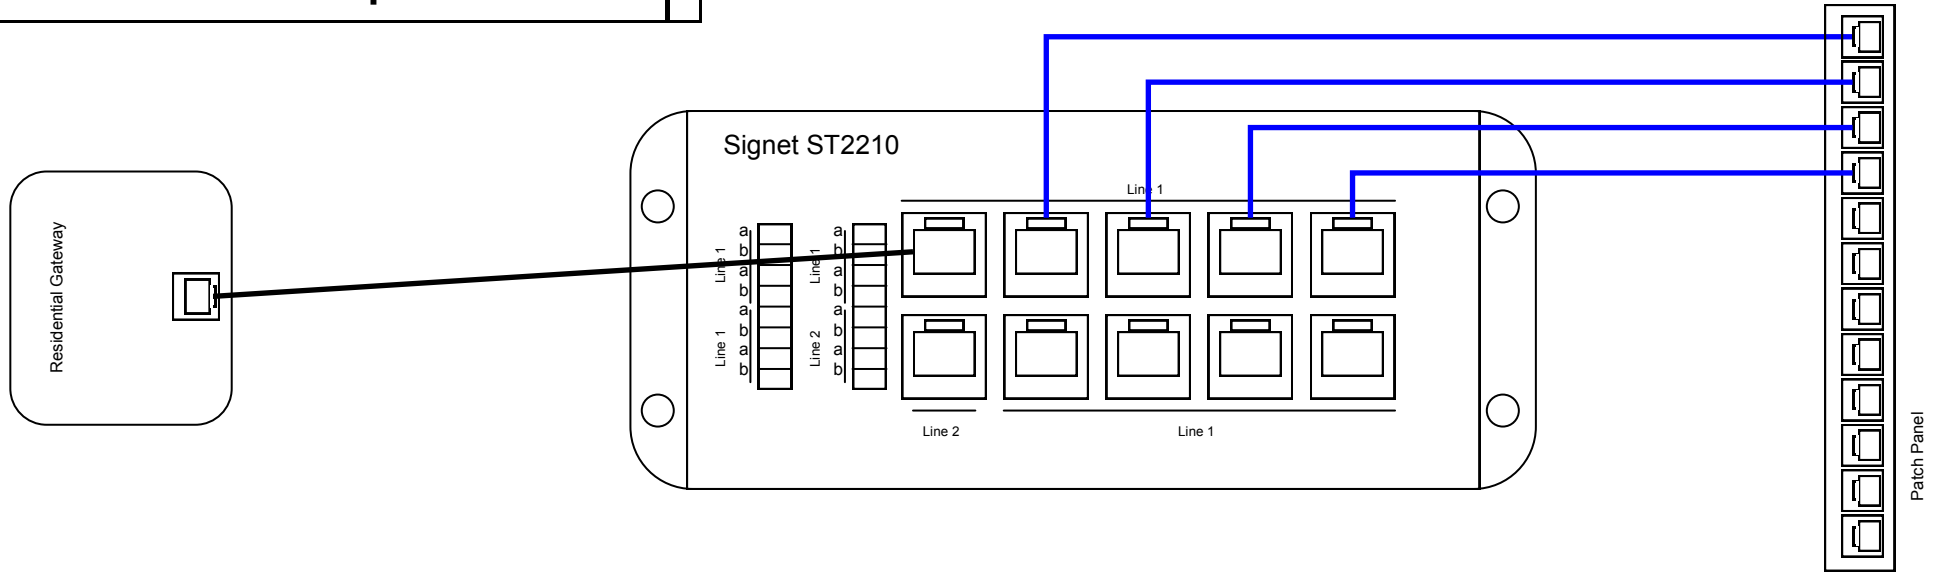 Signet ST2210
Line 1
Residential Gateway
Line 1
a
b
a
b
Line 1
a
b
a
b
Line 1
a
b
a
b
Line 2
a
b
a
b
Line 2
Line 1
Patch Panel